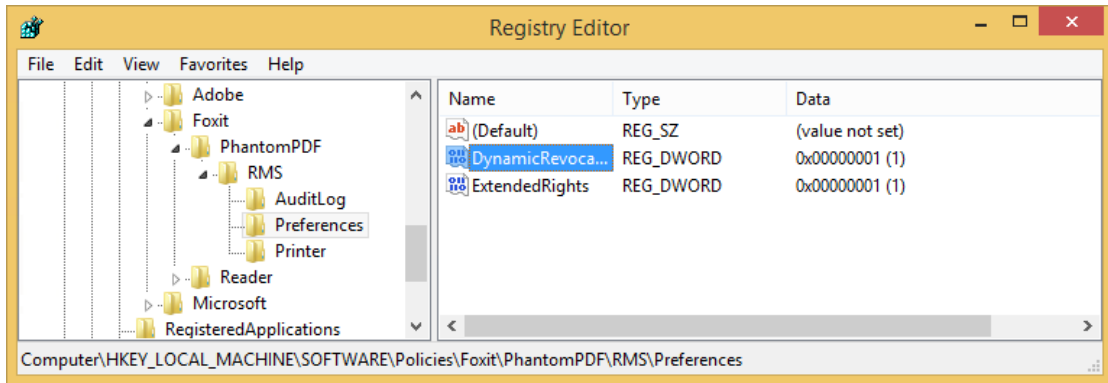 Registry Editor
File Edit View Favorites Help
Adobe
Foxit
PhantomPDF
RMS
AuditLog
Preferences
Printer
Reader
Microsoft
RegisteredApplications
Name Type Data
(Default) REG_SZ (value not set)
DynamicRevoca... REG_DWORD 0x00000001 (1)
ExtendedRights REG_DWORD 0x00000001 (1)
Computer\HKEY_LOCAL_MACHINE\SOFTWARE\Policies\Foxit\PhantomPDF\RMS\Preferences